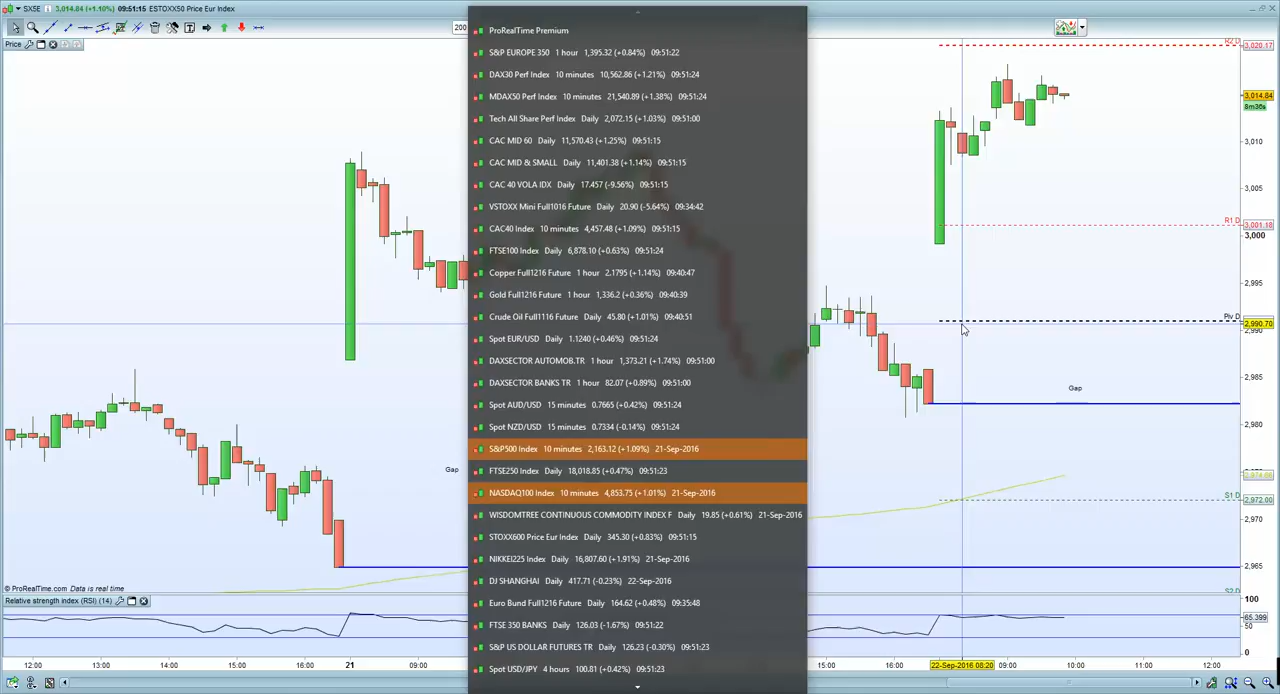 SX5E 3,014.84 (+1.10%) 09:51:15 ESTOXX50 Price Eur Index
200
Price
ProRealTime Premium
S&P EUROPE 350 1 hour 1,395.32 (+0.84%) 09:51:22
DAX30 Perf Index 10 minutes 10,562.86 (+1.21%) 09:51:24
MDAX50 Perf Index 10 minutes 21,540.89 (+1.38%) 09:51:24
Tech All Share Perf Index Daily 2,072.15 (+1.03%) 09:51:00
CAC MID 60 Daily 11,570.43 (+1.25%) 09:51:15
CAC MID & SMALL Daily 11,401.38 (+1.14%) 09:51:15
CAC 40 VOLA IDX Daily 17.457 (-9.56%) 09:51:15
VSTOXX Mini Full1016 Future Daily 20.90 (-5.64%) 09:34:42
CAC40 Index 10 minutes 4,457.48 (+1.09%) 09:51:15
FTSE100 Index Daily 6,878.10 (+0.63%) 09:51:24
Copper Full1216 Future 1 hour 2.1795 (+1.14%) 09:40:47
Gold Full1216 Future 1 hour 1,336.2 (+0.36%) 09:40:39
Crude Oil Full1116 Future Daily 45.80 (+1.01%) 09:40:51
Spot EUR/USD Daily 1.1240 (+0.46%) 09:51:24
DAXSECTOR AUTOMOB.TR 1 hour 1,373.21 (+1.74%) 09:51:00
DAXSECTOR BANKS TR 1 hour 82.07 (+0.89%) 09:51:00
Spot AUD/USD 15 minutes 0.7665 (+0.42%) 09:51:24
Spot NZD/USD 15 minutes 0.7334 (-0.14%) 09:51:24
S&P500 Index 10 minutes 2,163.12 (+1.09%) 21-Sep-2016
FTSE250 Index Daily 18,018.85 (+0.47%) 09:51:23
NASDAQ100 Index 10 minutes 4,853.75 (+1.01%) 21-Sep-2016
WISDOMTREE CONTINUOUS COMMODITY INDEX F Daily 19.85 (+0.61%) 21-Sep-2016
STOXX600 Price Eur Index Daily 345.30 (+0.83%) 09:51:15
NIKKEI225 Index Daily 16,807.60 (+1.91%) 21-Sep-2016
DJ SHANGHAI Daily 417.71 (-0.23%) 22-Sep-2016
Euro Bund Full1216 Future Daily 164.62 (+0.48%) 09:35:48
FTSE 350 BANKS Daily 126.03 (-1.67%) 09:51:22
S&P US DOLLAR FUTURES TR Daily 126.23 (-0.30%) 09:51:23
Spot USD/JPY 4 hours 100.81 (+0.42%) 09:51:23
R2 D 3,020.17
3,014.84
8m36s
3,010
3,005
R1 D 3,001.18
3,000
2,995
Piv D 2,990.70
2,990
2,985
Gap
2,980
Gap
S1 D 2,972.00
2,970
2,965
S2 D
© ProRealTime.com Data is real time
Relative strength index (RSI) (14)
100
65.399
50
0
12:00 13:00 14:00 15:00 16:00 21 09:00 15:00 16:00 22-Sep-2016 08:20 09:00 10:00 11:00 12:00